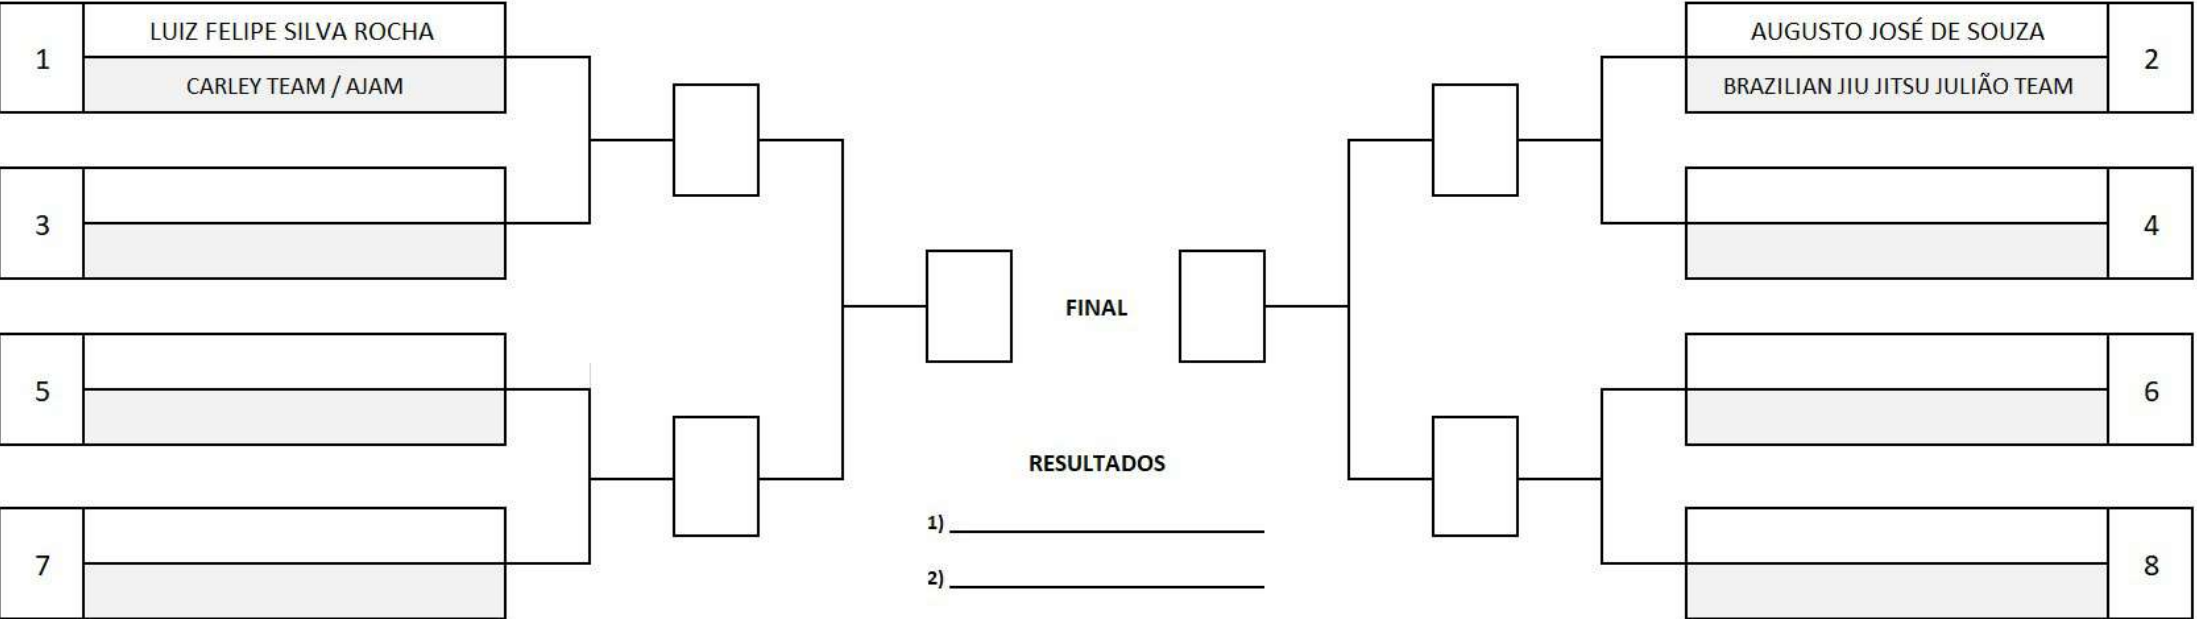 1
LUIZ FELIPE SILVA ROCHA
CARLEY TEAM / AJAM
3
5
7
FINAL
RESULTADOS
1)
2)
AUGUSTO JOSÉ DE SOUZA
BRAZILIAN JIU JITSU JULIÃO TEAM
2
4
6
8